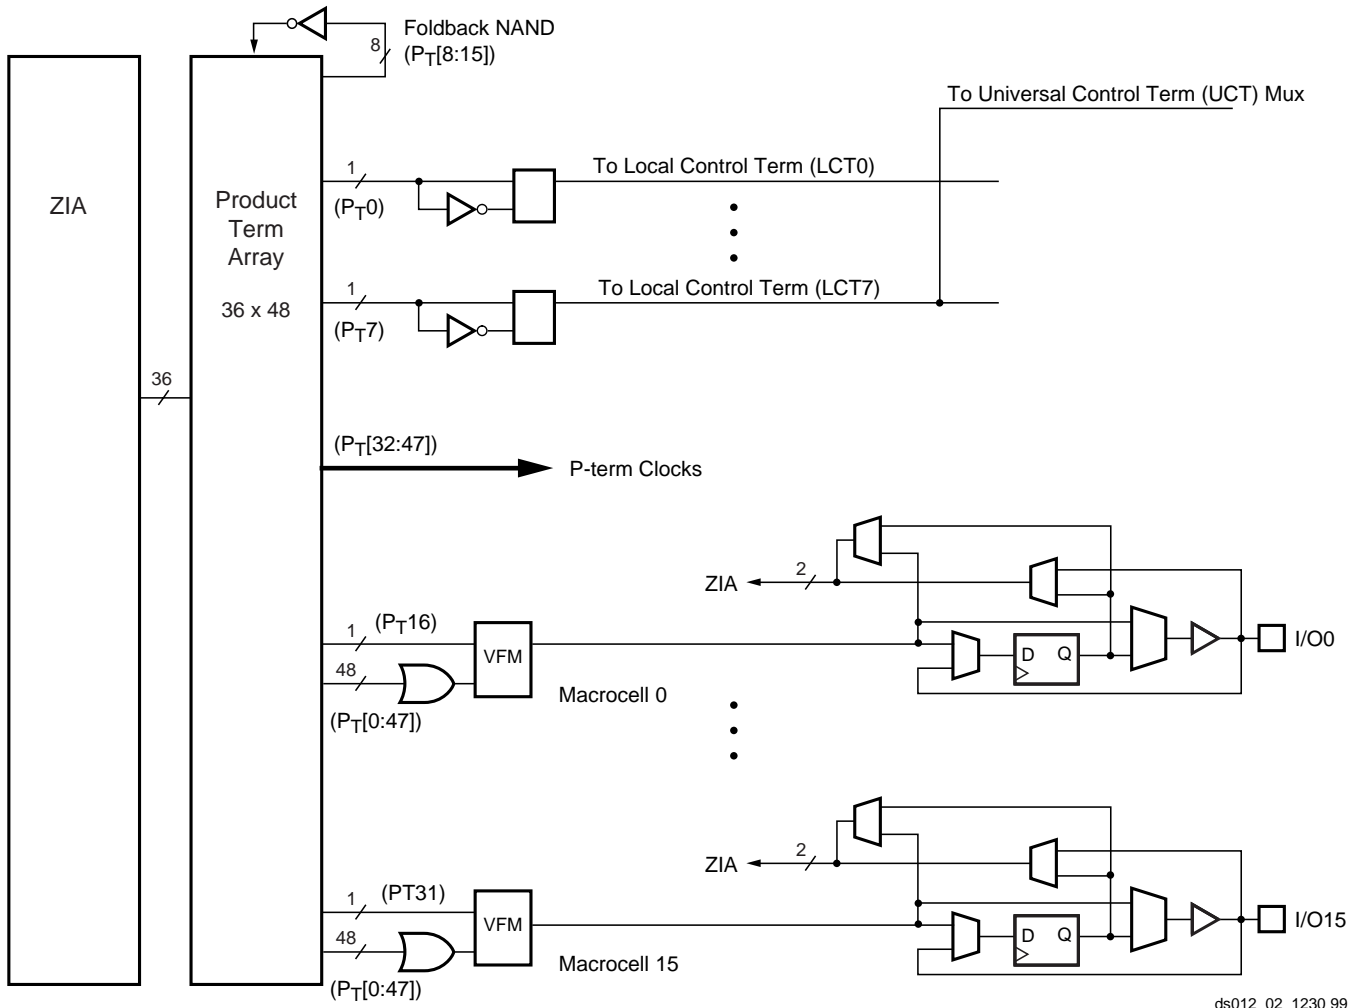 Foldback NAND
8
(PT[8:15])
To Universal Control Term (UCT) Mux
1
To Local Control Term (LCT0)
ZIA
Product
Term
Array
36 x 48
(PT0)
1
To Local Control Term (LCT7)
(PT7)
36
(PT[32:47])
P-term Clocks
ZIA
2
1
(PT16)
VFM
D
Q
I/O0
48
Macrocell 0
(PT[0:47])
ZIA
2
1
(PT31)
VFM
D
Q
I/O15
48
Macrocell 15
(PT[0:47])
ds012_02_1230 99